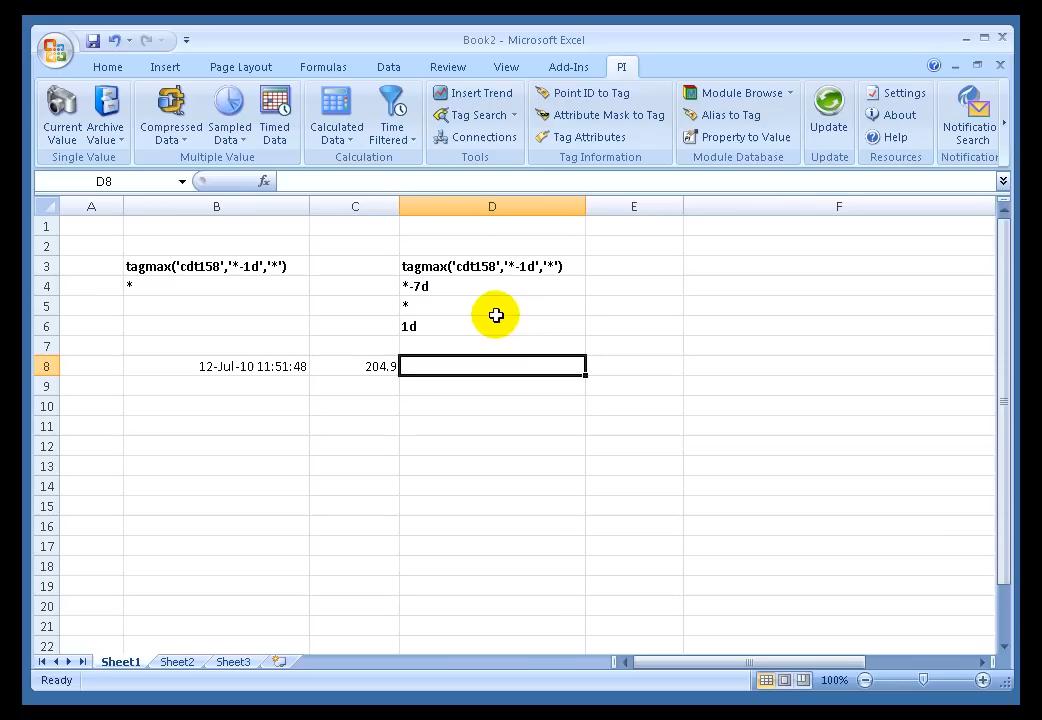 Book2 - Microsoft Excel
Home Insert Page Layout Formulas Data Review View Add-Ins PI
Current Value
Archive Value
Single Value
Compressed Data
Sampled Data
Timed Data
Multiple Value
Calculated Data
Time Filtered
Calculation
Insert Trend
Tag Search
Connections
Tools
Point ID to Tag
Attribute Mask to Tag
Tag Attributes
Tag Information
Module Browse
Alias to Tag
Property to Value
Module Database
Update
Update
Settings
About
Help
Resources
Notificatio
Search
Notification
D8 fx
A B C D E F
1
2
3 tagmax('cdt158','*-1d','*') tagmax('cdt158','*-1d','*')
4 * *-7d
5 *
6 1d
7
8 12-Jul-10 11:51:48 204.9
9
10
11
12
13
14
15
16
17
18
19
20
21
22
Sheet1 Sheet2 Sheet3
Ready 100%